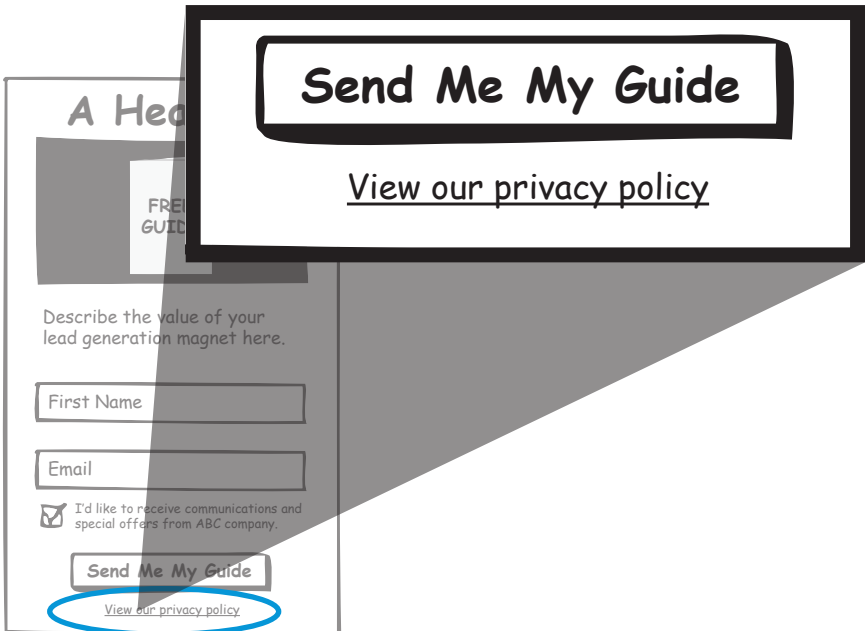 Send Me My Guide
View our privacy policy
A Hea
FREE
GUID
Describe the value of your
lead generation magnet here.
First Name
Email
I'd like to receive communications and
special offers from ABC company.
Send Me My Guide
View our privacy policy